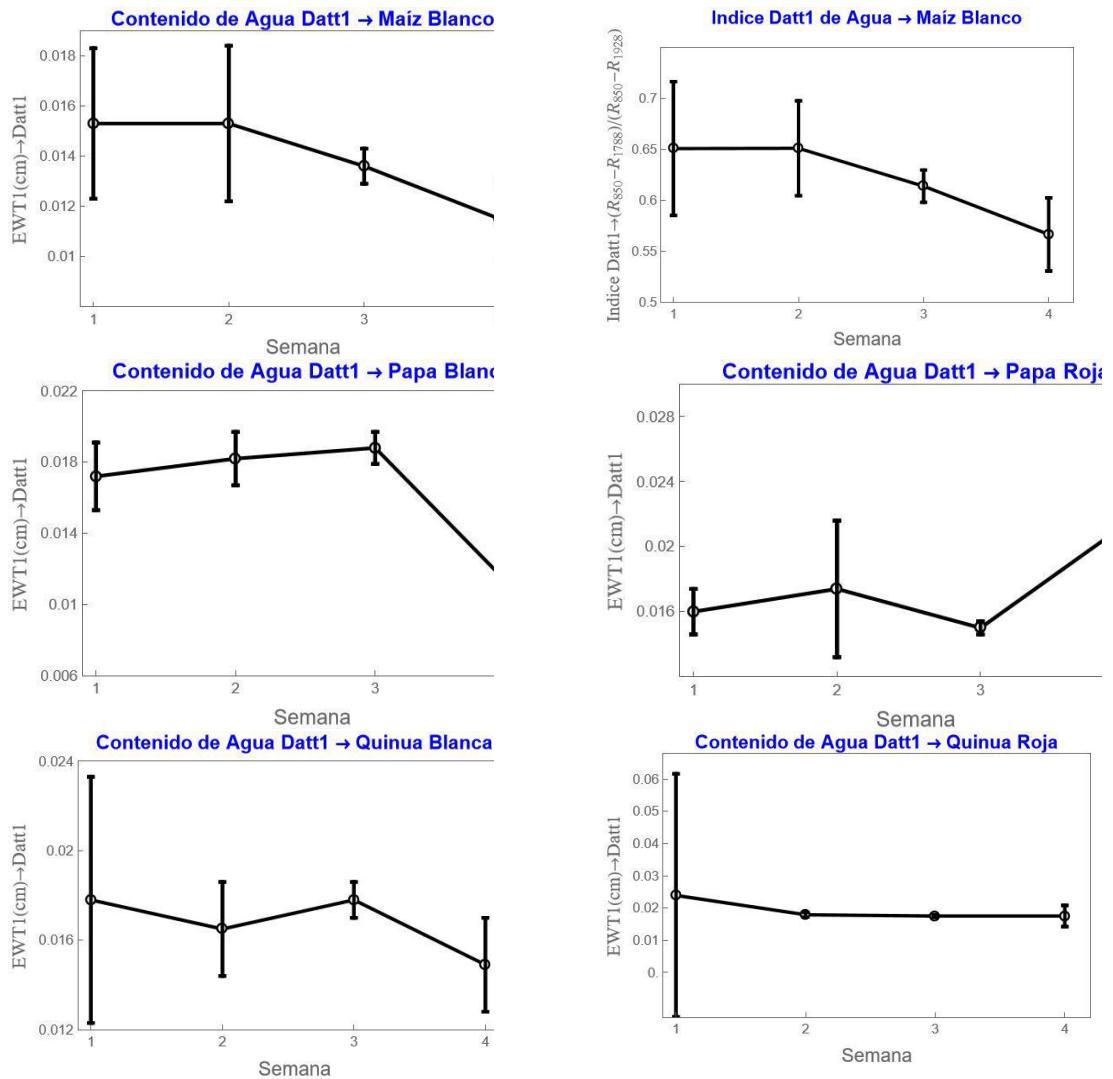 Contenido de Agua Datt1 → Maíz Blanco
EWT1(cm)→Datt1
0.018
0.016
0.014
0.012
0.01
1 2 3
Semana
Indice Datt1 de Agua → Maíz Blanco
Indice Datt1→(R850−R1788)/(R850−R1928)
0.7
0.65
0.6
0.55
0.5
1 2 3 4
Semana
Contenido de Agua Datt1 → Papa Blanc
EWT1(cm)→Datt1
0.022
0.018
0.014
0.01
0.006
1 2 3
Semana
Contenido de Agua Datt1 → Papa Roja
EWT1(cm)→Datt1
0.028
0.024
0.02
0.016
1 2 3
Semana
Contenido de Agua Datt1 → Quinua Blanca
EWT1(cm)→Datt1
0.024
0.02
0.016
0.012
1 2 3 4
Semana
Contenido de Agua Datt1 → Quinua Roja
EWT1(cm)→Datt1
0.06
0.05
0.04
0.03
0.02
0.01
0.
1 2 3 4
Semana